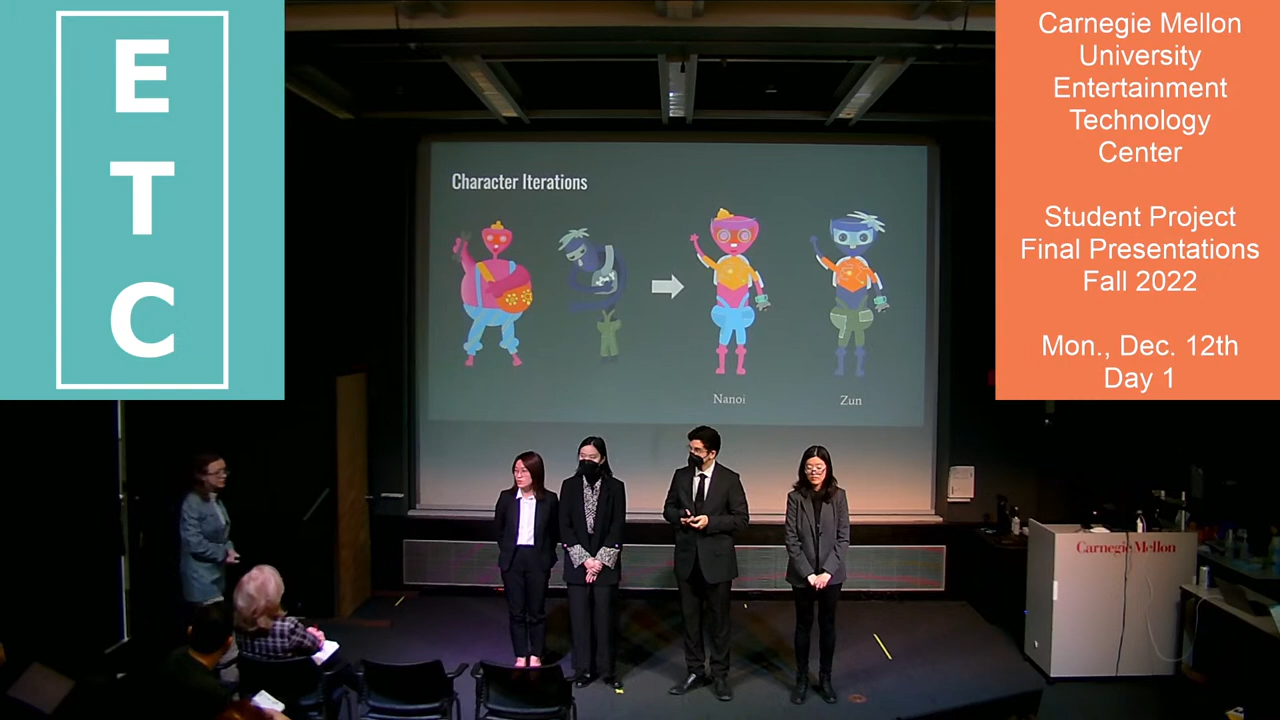 E
T
C
Carnegie Mellon
University
Entertainment
Technology
Center
Student Project
Final Presentations
Fall 2022
Mon., Dec. 12th
Day 1
Character Iterations
Nanoi
Zun
Carnegie Mellon